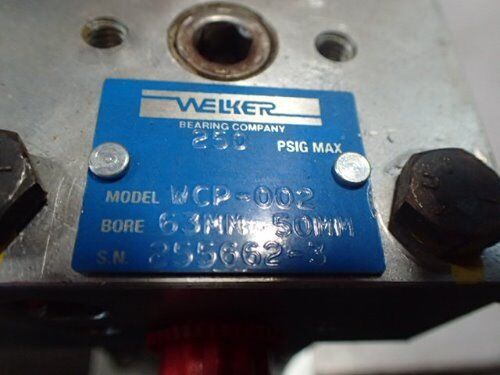 WELKER
BEARING COMPANY
250 PSIG MAX
MODEL WCP-002
BORE 63MM-50MM
S.N. 255662-3